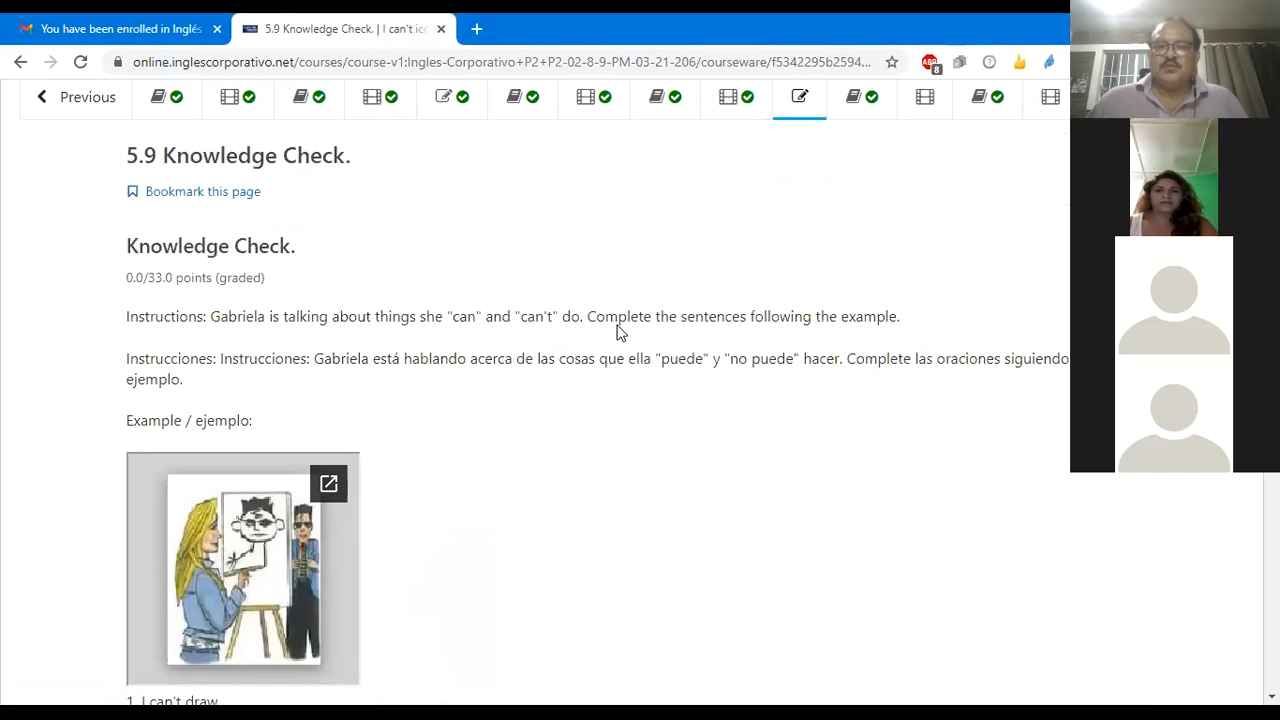 You have been enrolled in Inglés
5.9 Knowledge Check. | I can't ic
online.inglescorporativo.net/courses/course-v1:Ingles-Corporativo+P2+P2-02-8-9-PM-03-21-206/courseware/f5342295b2594...
ABP
8
Previous
5.9 Knowledge Check.
Bookmark this page
Knowledge Check.
0.0/33.0 points (graded)
Instructions: Gabriela is talking about things she "can" and "can't" do. Complete the sentences following the example.
Instrucciones: Instrucciones: Gabriela está hablando acerca de las cosas que ella "puede" y "no puede" hacer. Complete las oraciones siguiendo
ejemplo.
Example / ejemplo:
1. I can't draw